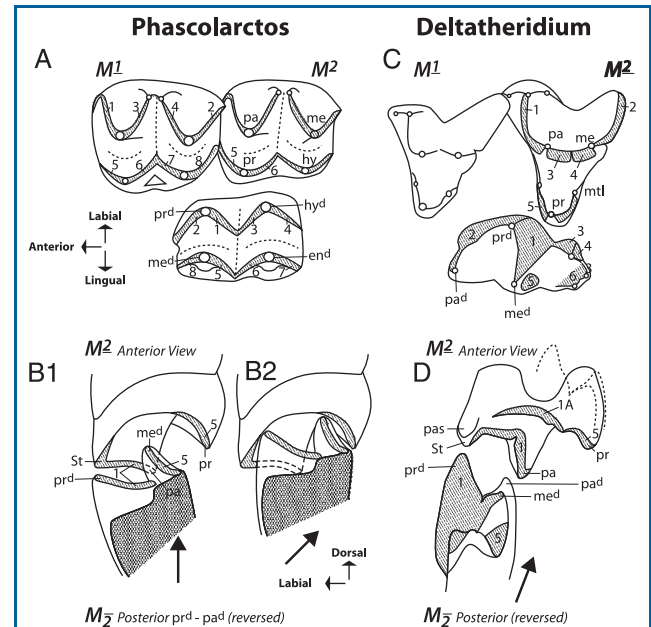 Phascolarctos Deltatheridium
A
M1 M2
1 3 4 2 pa me
5 6 7 8 5 pr 6 hy
prd hyd
2 1 3 4
med end
8 5 6 7
Labial
Anterior
Lingual
C
M1 M2
1 2
pa me
3 4
5 pr mtl
prd
2 1 3
4
5 6
pad
med
M2 Anterior View
B1 B2
5
med
St 5 pr
1
prd
pa
Dorsal
Labial
M2 Posterior prd - pad (reversed)
M2 Anterior View
D
1A
pas
St 5
prd 1 pr
pa
1 pad
med
5
M2 Posterior (reversed)